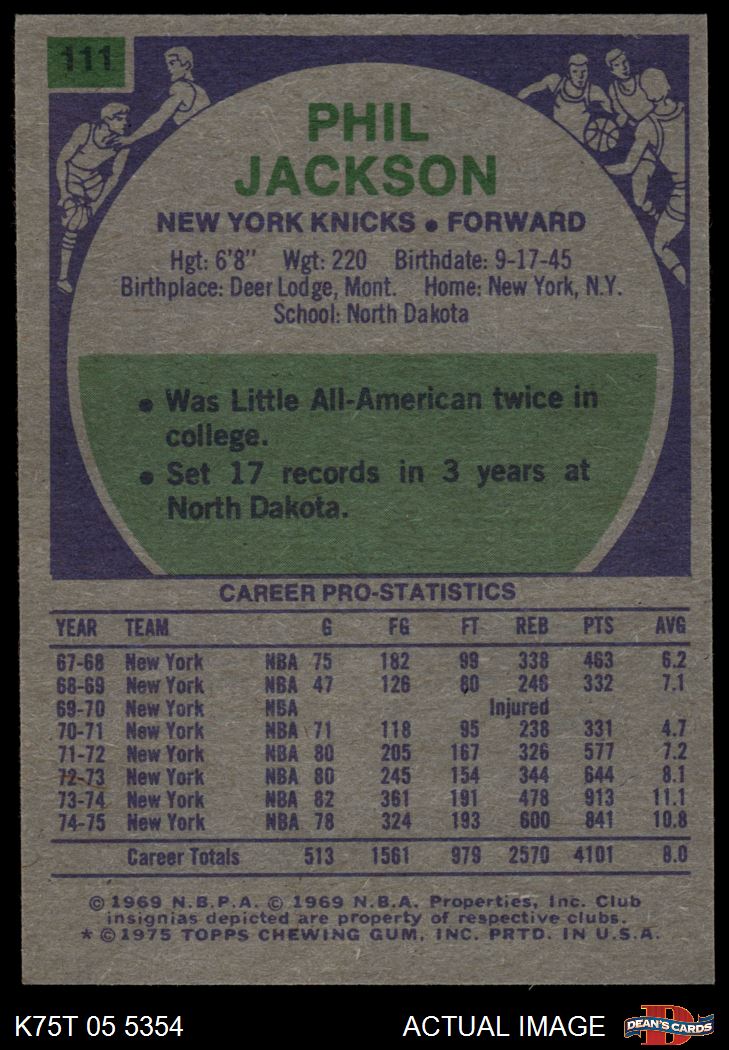 111
PHIL
JACKSON
NEW YORK KNICKS • FORWARD
Hgt: 6'8" Wgt: 220 Birthdate: 9-17-45
Birthplace: Deer Lodge, Mont. Home: New York, N.Y.
School: North Dakota
• Was Little All-American twice in
college.
• Set 17 records in 3 years at
North Dakota.
CAREER PRO-STATISTICS
YEAR TEAM G FG FT REB PTS AVG
67-68 New York NBA 75 182 99 338 463 6.2
68-69 New York NBA 47 126 80 246 332 7.1
69-70 New York NBA Injured
70-71 New York NBA 71 118 95 238 331 4.7
71-72 New York NBA 80 205 167 326 577 7.2
72-73 New York NBA 80 245 154 344 644 8.1
73-74 New York NBA 82 361 191 478 913 11.1
74-75 New York NBA 78 324 193 600 841 10.8
Career Totals 513 1561 979 2570 4101 8.0
© 1969 N.B.P.A. © 1969 N.B.A. Properties, Inc. Club
insignias depicted are property of respective clubs.
* © 1975 TOPPS CHEWING GUM, INC. PRTD. IN U.S.A.
K75T 05 5354 ACTUAL IMAGE DEAN'S CARDS